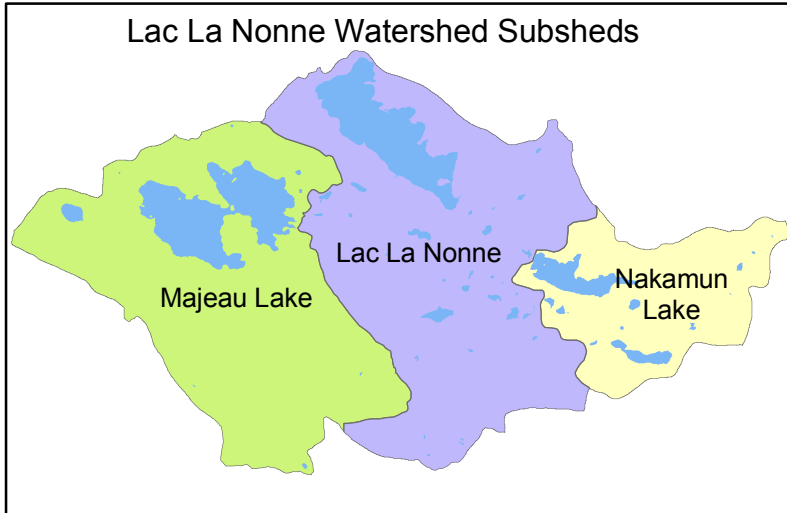 Lac La Nonne Watershed Subsheds
Lac La Nonne
Majeau Lake
Nakamun
Lake